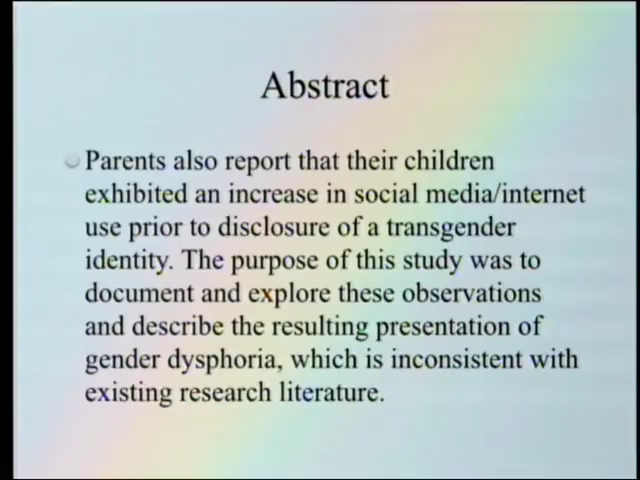 Abstract
Parents also report that their children
exhibited an increase in social media/internet
use prior to disclosure of a transgender
identity. The purpose of this study was to
document and explore these observations
and describe the resulting presentation of
gender dysphoria, which is inconsistent with
existing research literature.